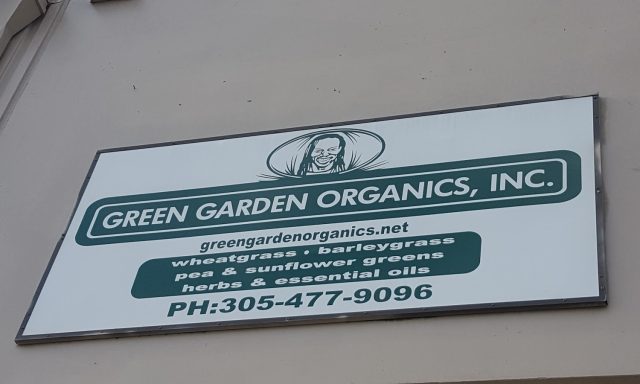 GREEN GARDEN ORGANICS, INC.
greengardenorganics.net
wheatgrass • barleygrass
pea & sunflower greens
herbs & essential oils
PH:305-477-9096